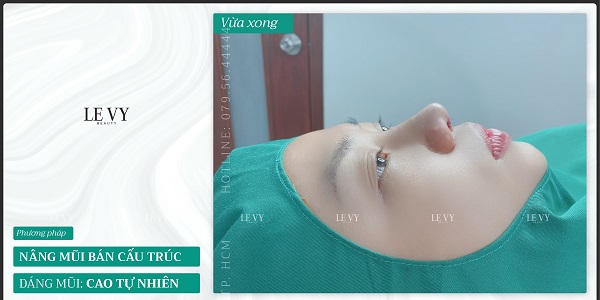 Vừa xong
LE VY
BEAUTY
Phương pháp
NÂNG MŨI BÁN CẤU TRÚC
DÁNG MŨI: CAO TỰ NHIÊN
TP. HCM HOTLINE: 079.56.44444
LE VY LE VY LE VY LE VY